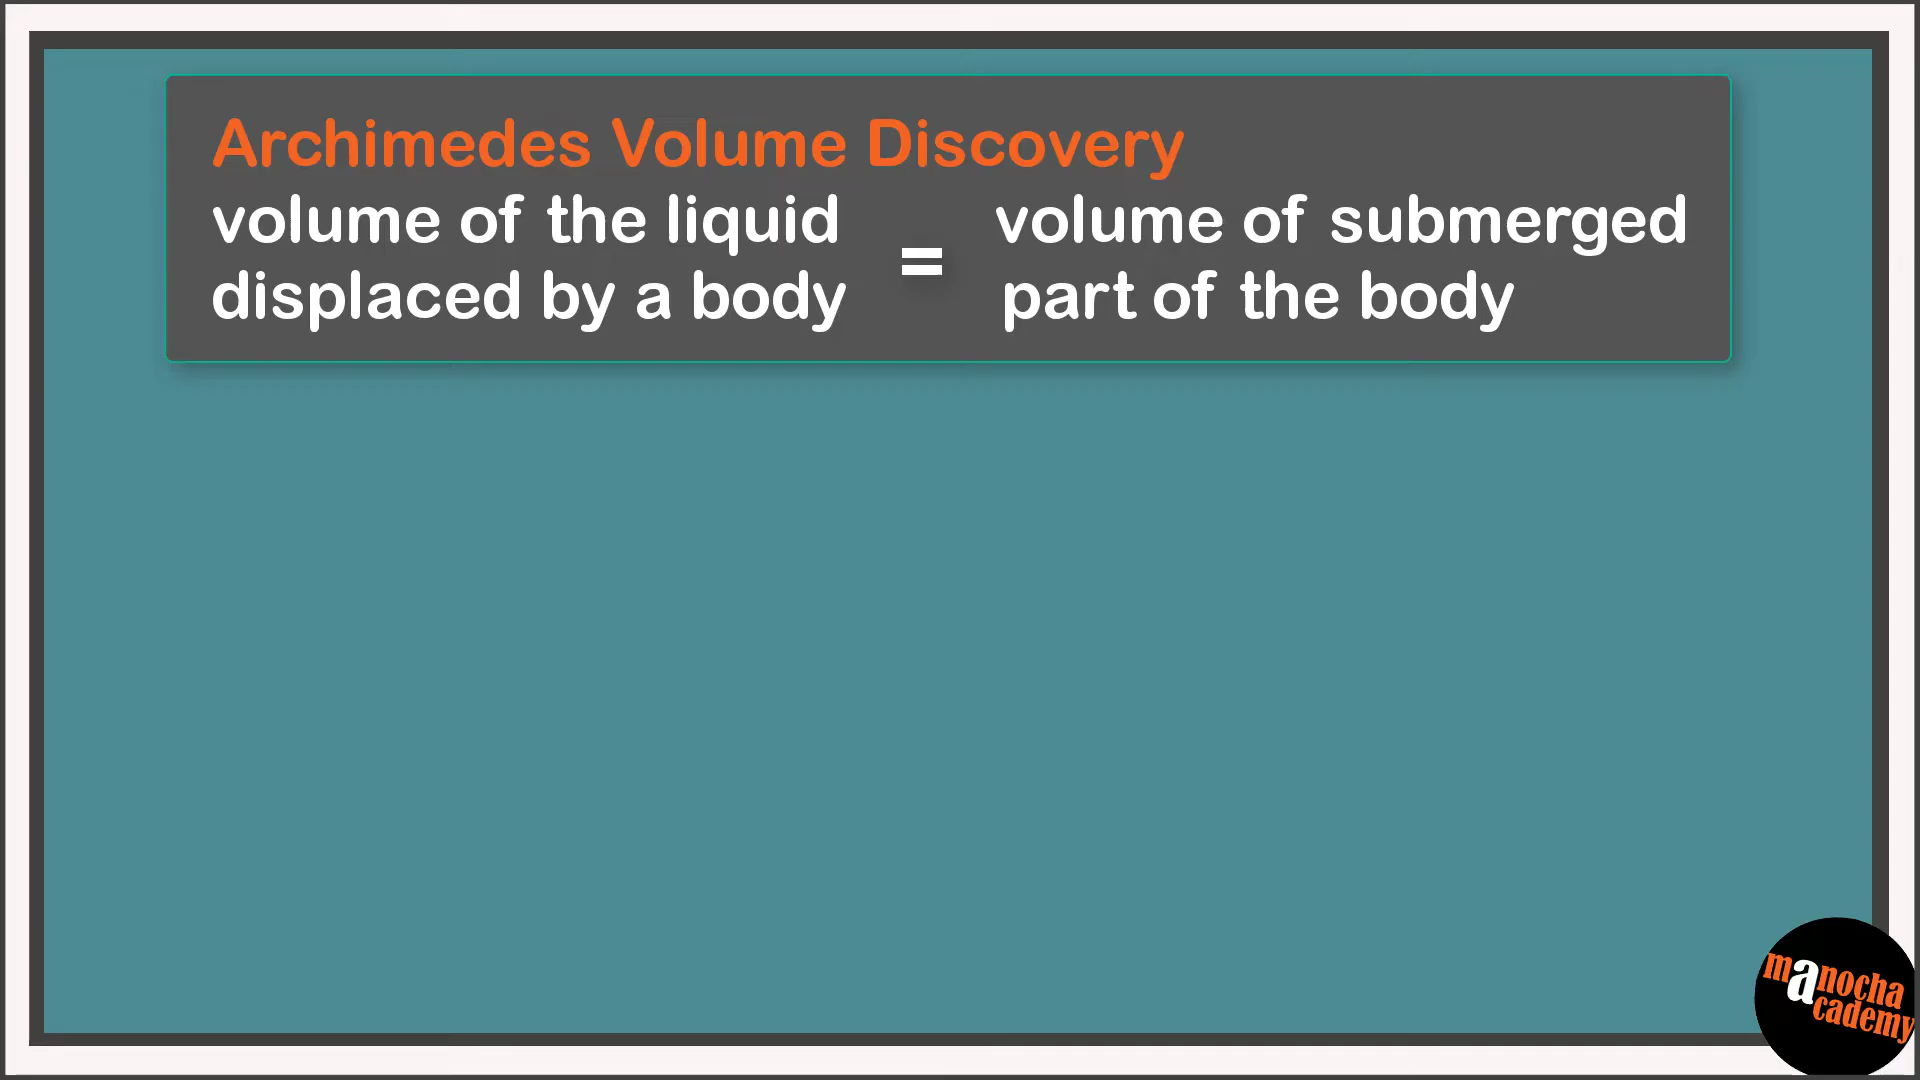 Archimedes Volume Discovery
volume of the liquid = volume of submerged
displaced by a body part of the body
manocha
academy